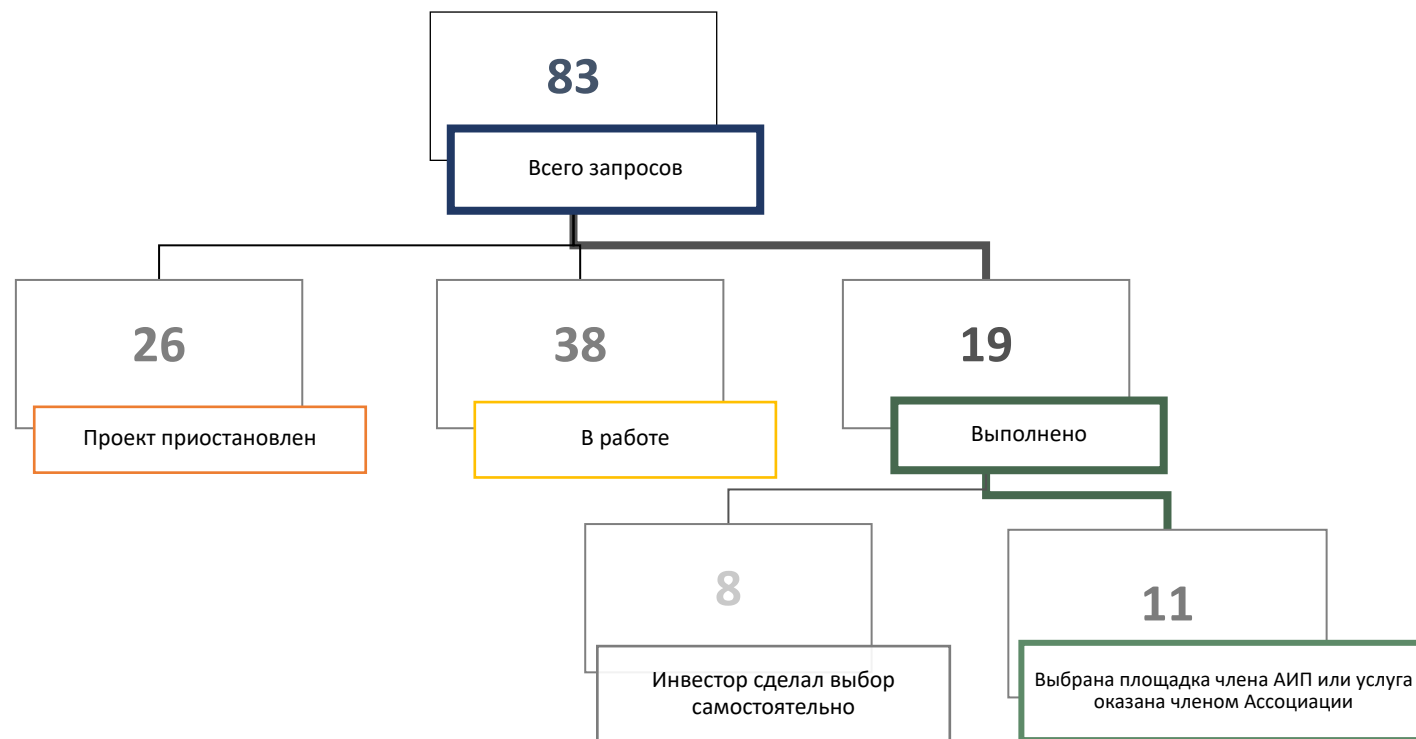 83
Всего запросов
26
Проект приостановлен
38
В работе
19
Выполнено
8
Инвестор сделал выбор
самостоятельно
11
Выбрана площадка члена АИП или услуга
оказана членом Ассоциации